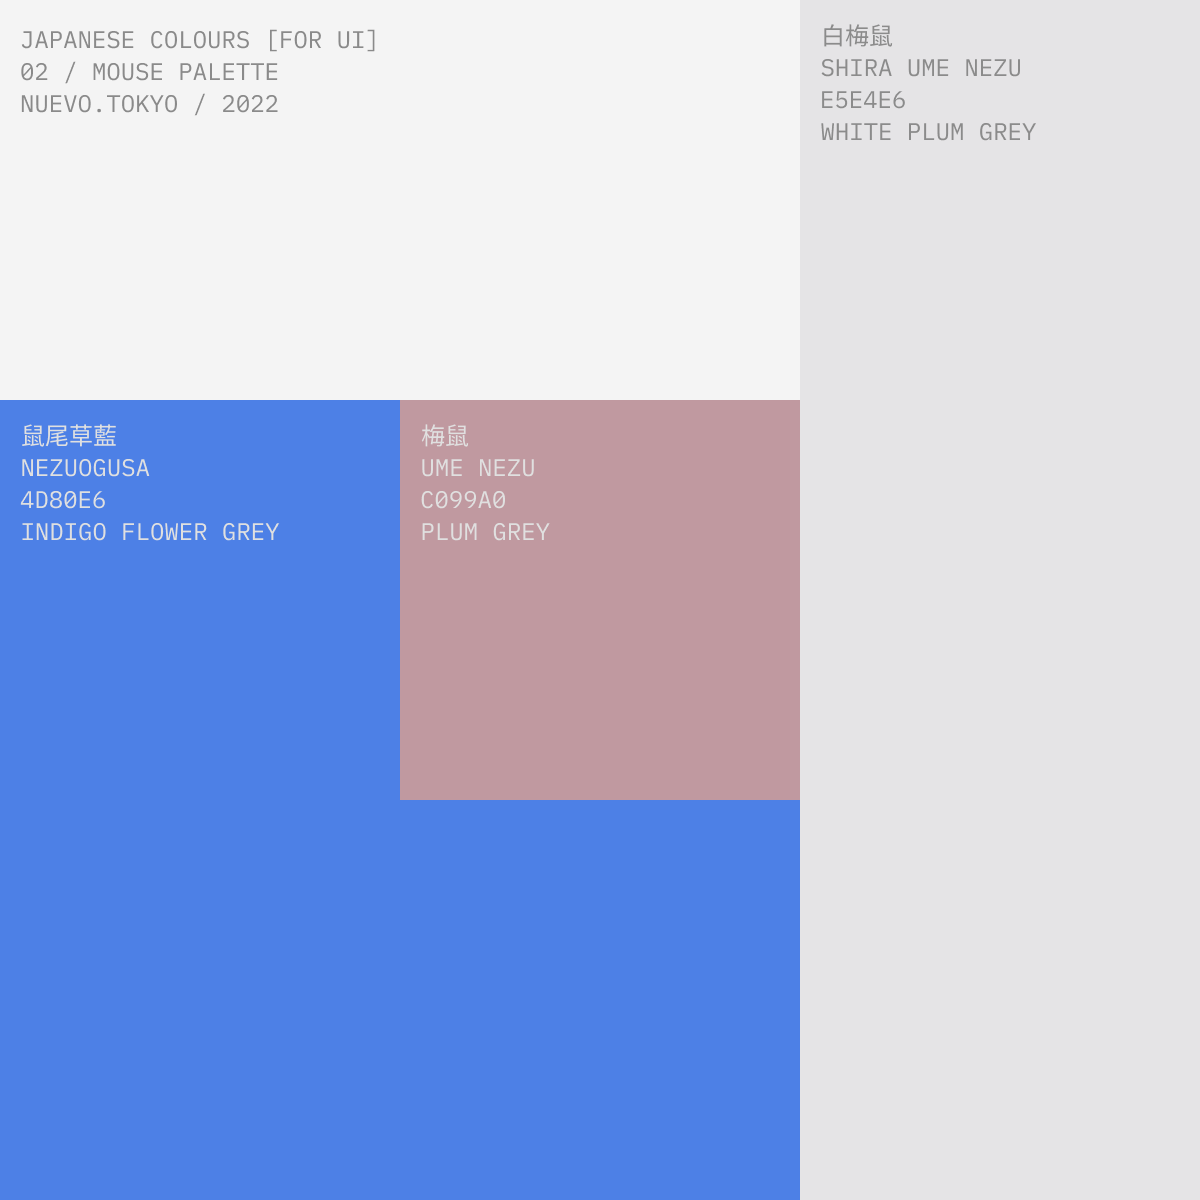 JAPANESE COLOURS [FOR UI]
02 / MOUSE PALETTE
NUEVO.TOKYO / 2022
白梅鼠
SHIRA UME NEZU
E5E4E6
WHITE PLUM GREY
鼠尾草藍
NEZUOGUSA
4D80E6
INDIGO FLOWER GREY
梅鼠
UME NEZU
C099A0
PLUM GREY